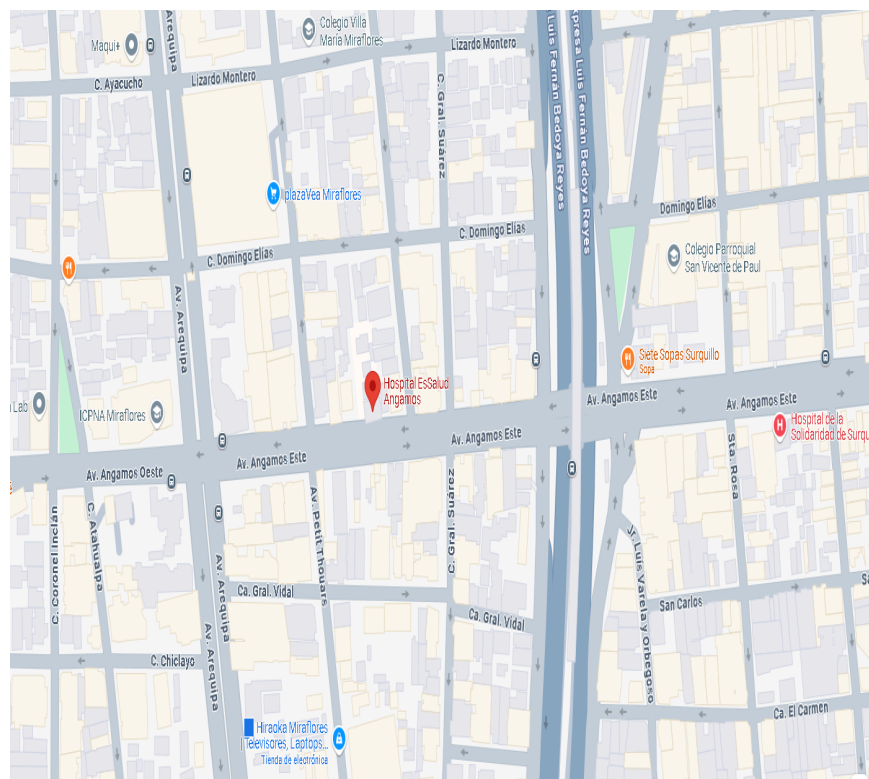 Colegio Villa
María Miraflores
Maqui+
Av. Arequipa
C. Ayacucho
Lizardo Montero
Lizardo Montero
C. Gral. Suárez
Luis Fernán Bedoya Reyes
xpresa Luis Fernán Bedoya Reyes
plazaVea Miraflores
Domingo Elías
C. Domingo Elías
C. Domingo Elías
Colegio Parroquial
San Vicente de Paul
Av. Arequipa
Siete Sopas Surquillo
Sopa
Hospital EsSalud
Angamos
Lab
ICPNA Miraflores
Av. Angamos Este
Av. Angamos Este
Hospital de la
Solidaridad de Surqu
Av. Angamos Este
Av. Angamos Este
Av. Angamos Oeste
Sta. Rosa
C. Gral. Suárez
Av. Petit Thouars
C. Coronel Inclán
C. Atahualpa
Av. Arequipa
Jr. Luis Varela y Orbegoso
Ca. Gral. Vidal
Ca. Gral. Vidal
San Carlos
Sa
Av. Arequipa
C. Chiclayo
Ca. El Carmen
Hiraoka Miraflores
| Televisores, Laptops...
Tienda de electrónica